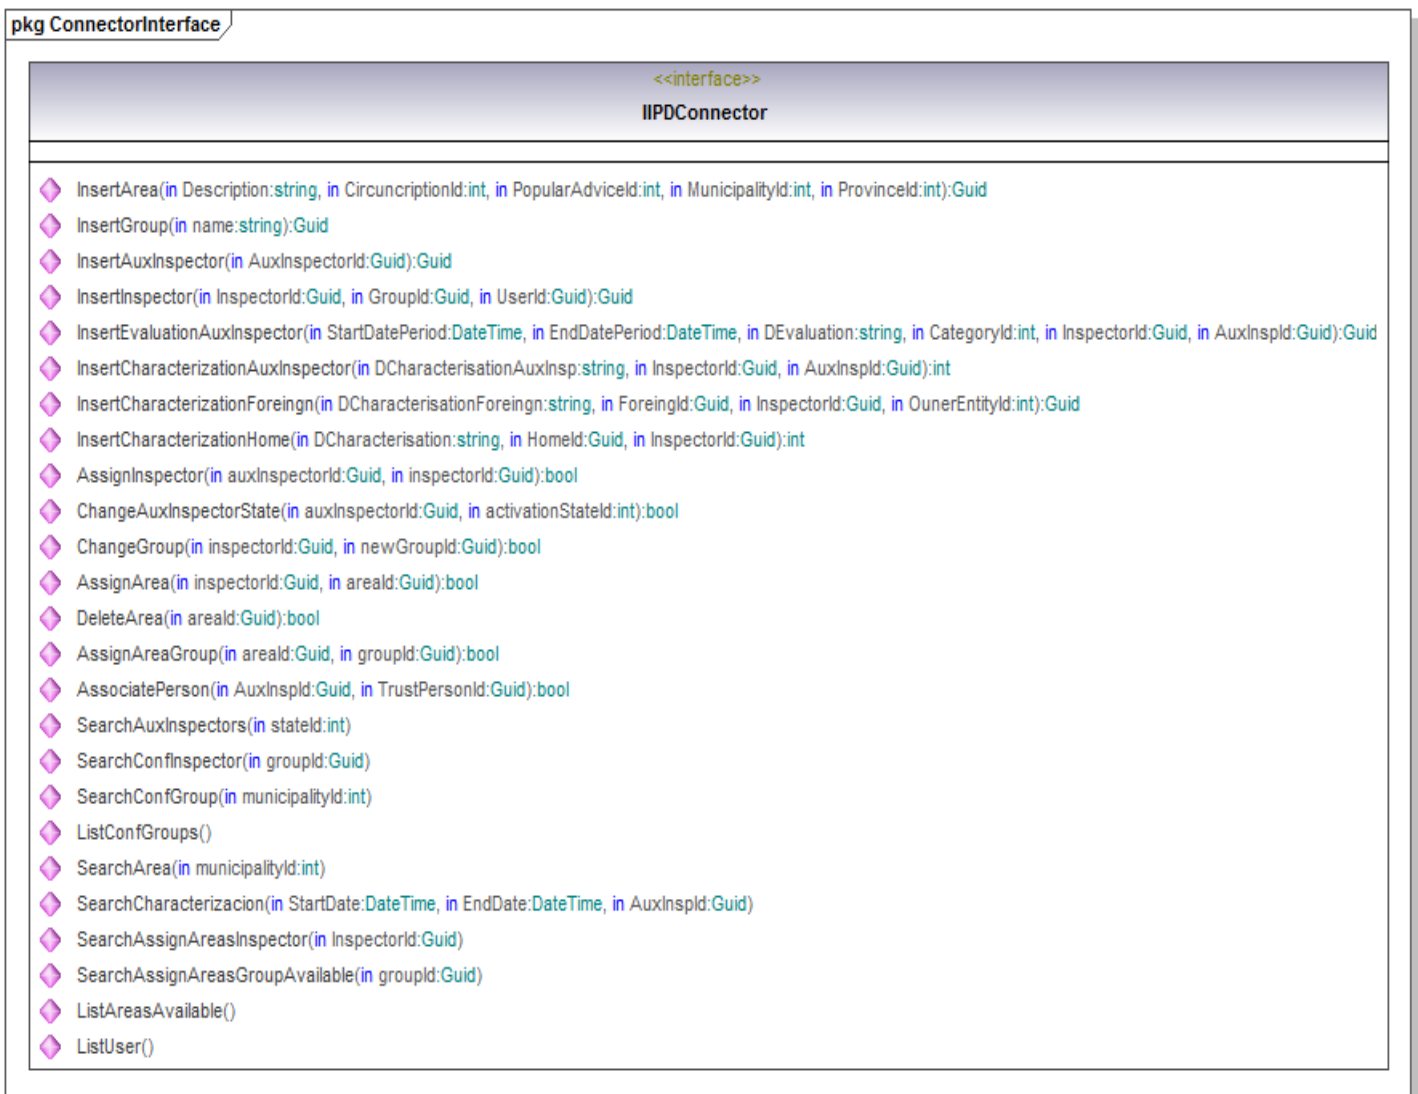 pkg ConnectorInterface
<<interface>>
IIPDConnector
InsertArea(in Description:string, in CircuncriptionId:int, in PopularAdviceId:int, in MunicipalityId:int, in ProvinceId:int):Guid
InsertGroup(in name:string):Guid
InsertAuxInspector(in AuxInspectorId:Guid):Guid
InsertInspector(in InspectorId:Guid, in GroupId:Guid, in UserId:Guid):Guid
InsertEvaluationAuxInspector(in StartDatePeriod:DateTime, in EndDatePeriod:DateTime, in DEvaluation:string, in CategoryId:int, in InspectorId:Guid, in AuxInspId:Guid):Guid
InsertCharacterizationAuxInspector(in DCharacterisationAuxInsp:string, in InspectorId:Guid, in AuxInspId:Guid):int
InsertCharacterizationForeingn(in DCharacterisationForeingn:string, in ForeingId:Guid, in InspectorId:Guid, in OunerEntityId:int):Guid
InsertCharacterizationHome(in DCharacterisation:string, in HomeId:Guid, in InspectorId:Guid):int
AssignInspector(in auxInspectorId:Guid, in inspectorId:Guid):bool
ChangeAuxInspectorState(in auxInspectorId:Guid, in activationStateId:int):bool
ChangeGroup(in inspectorId:Guid, in newGroupId:Guid):bool
AssignArea(in inspectorId:Guid, in areaId:Guid):bool
DeleteArea(in areaId:Guid):bool
AssignAreaGroup(in areaId:Guid, in groupId:Guid):bool
AssociatePerson(in AuxInspId:Guid, in TrustPersonId:Guid):bool
SearchAuxInspectors(in stateId:int)
SearchConfInspector(in groupId:Guid)
SearchConfGroup(in municipalityId:int)
ListConfGroups()
SearchArea(in municipalityId:int)
SearchCharacterizacion(in StartDate:DateTime, in EndDate:DateTime, in AuxInspId:Guid)
SearchAssignAreasInspector(in InspectorId:Guid)
SearchAssignAreasGroupAvailable(in groupId:Guid)
ListAreasAvailable()
ListUser()